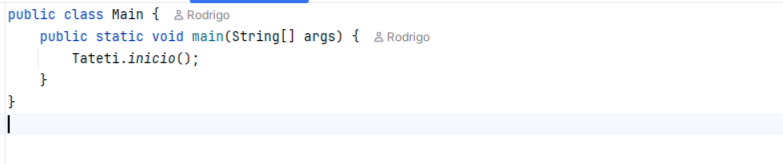 public class Main { Rodrigo
    public static void main(String[] args) { Rodrigo
        Tateti.inicio();
    }
}